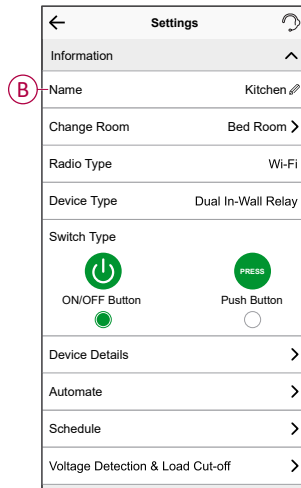 Settings
Information
B
Name Kitchen
Change Room Bed Room
Radio Type Wi-Fi
Device Type Dual In-Wall Relay
Switch Type
PRESS
ON/OFF Button Push Button
Device Details
Automate
Schedule
Voltage Detection & Load Cut-off